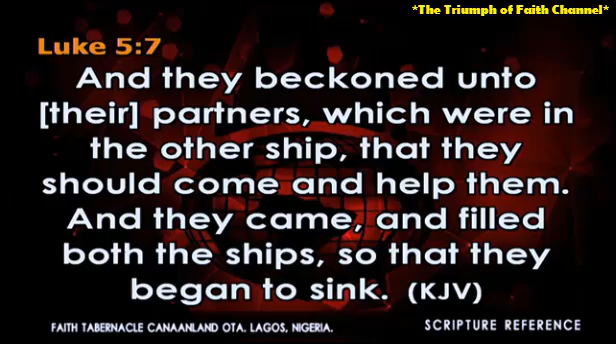 *The Triumph of Faith Channel*
Luke 5:7
And they beckoned unto
[their] partners, which were in
the other ship, that they
should come and help them.
And they came, and filled
both the ships, so that they
began to sink. (KJV)
FAITH TABERNACLE CANAANLAND OTA. LAGOS, NIGERIA.
SCRIPTURE REFERENCE